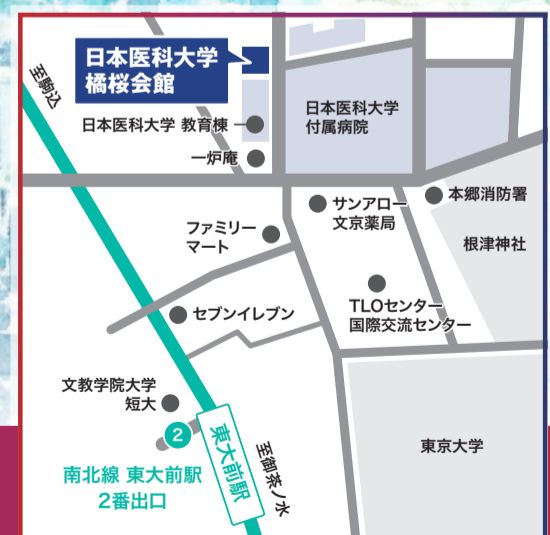 日本医科大学
橘桜会館
至駒込
日本医科大学 教育棟
一炉庵
日本医科大学
付属病院
サンアロー
文京薬局
本郷消防署
根津神社
ファミリー
マート
セブンイレブン
TLOセンター
国際交流センター
文教学院大学
短大
2
南北線 東大前駅
2番出口
東大前駅
至御茶ノ水
東京大学